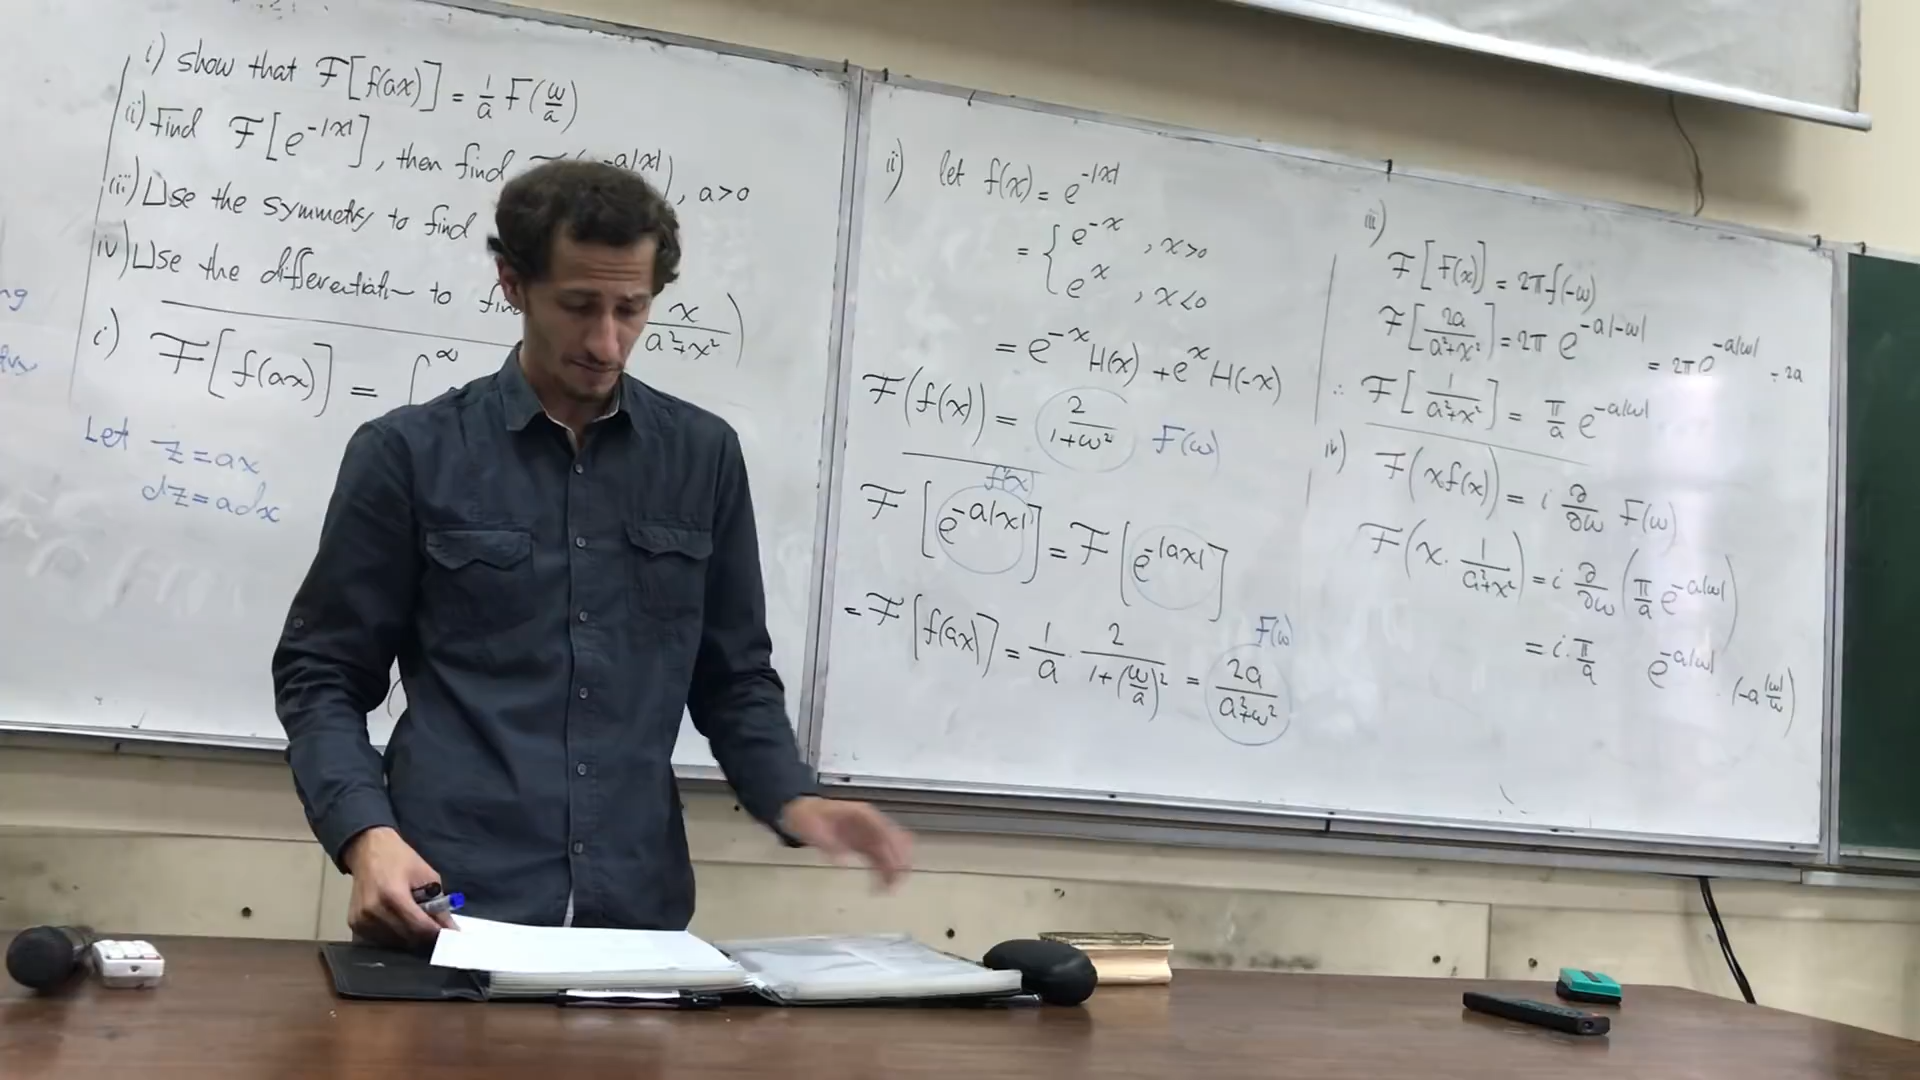 i) show that F[f(ax)] = 1/a F(ω/a)
ii) Find F[e^-|x|], then find -a|x|), a>0
iii) Use the symmetry to find
iv) Use the differentiation to find x/(a²+x²))
i) F[f(ax)] = ∫^∞
Let z=ax
dz=adx
ng
ii) let f(x) = e^-|x|
= { e^-x , x>0
e^x , x<0
= e^-x H(x) + e^x H(-x)
F(f(x)) = 2/(1+ω²) F(ω)
f(x)
F[e^-a|x|] = F[e^-|ax|]
= F[f(ax)] = 1/a · 2/(1+(ω/a)²) = 2a/(a²+ω²)
F(ω)
iii)
F[F(x)] = 2π f(-ω)
F[2a/(a²+x²)] = 2π e^-a|-ω| = 2π e^-a|ω| ÷ 2a
∴ F[1/(a²+x²)] = π/a e^-a|ω|
iv) F(xf(x)) = i ∂/∂ω F(ω)
F(x · 1/(a²+x²)) = i ∂/∂ω (π/a e^-a|ω|)
= i · π/a e^-a|ω| · (-a |ω|/ω)